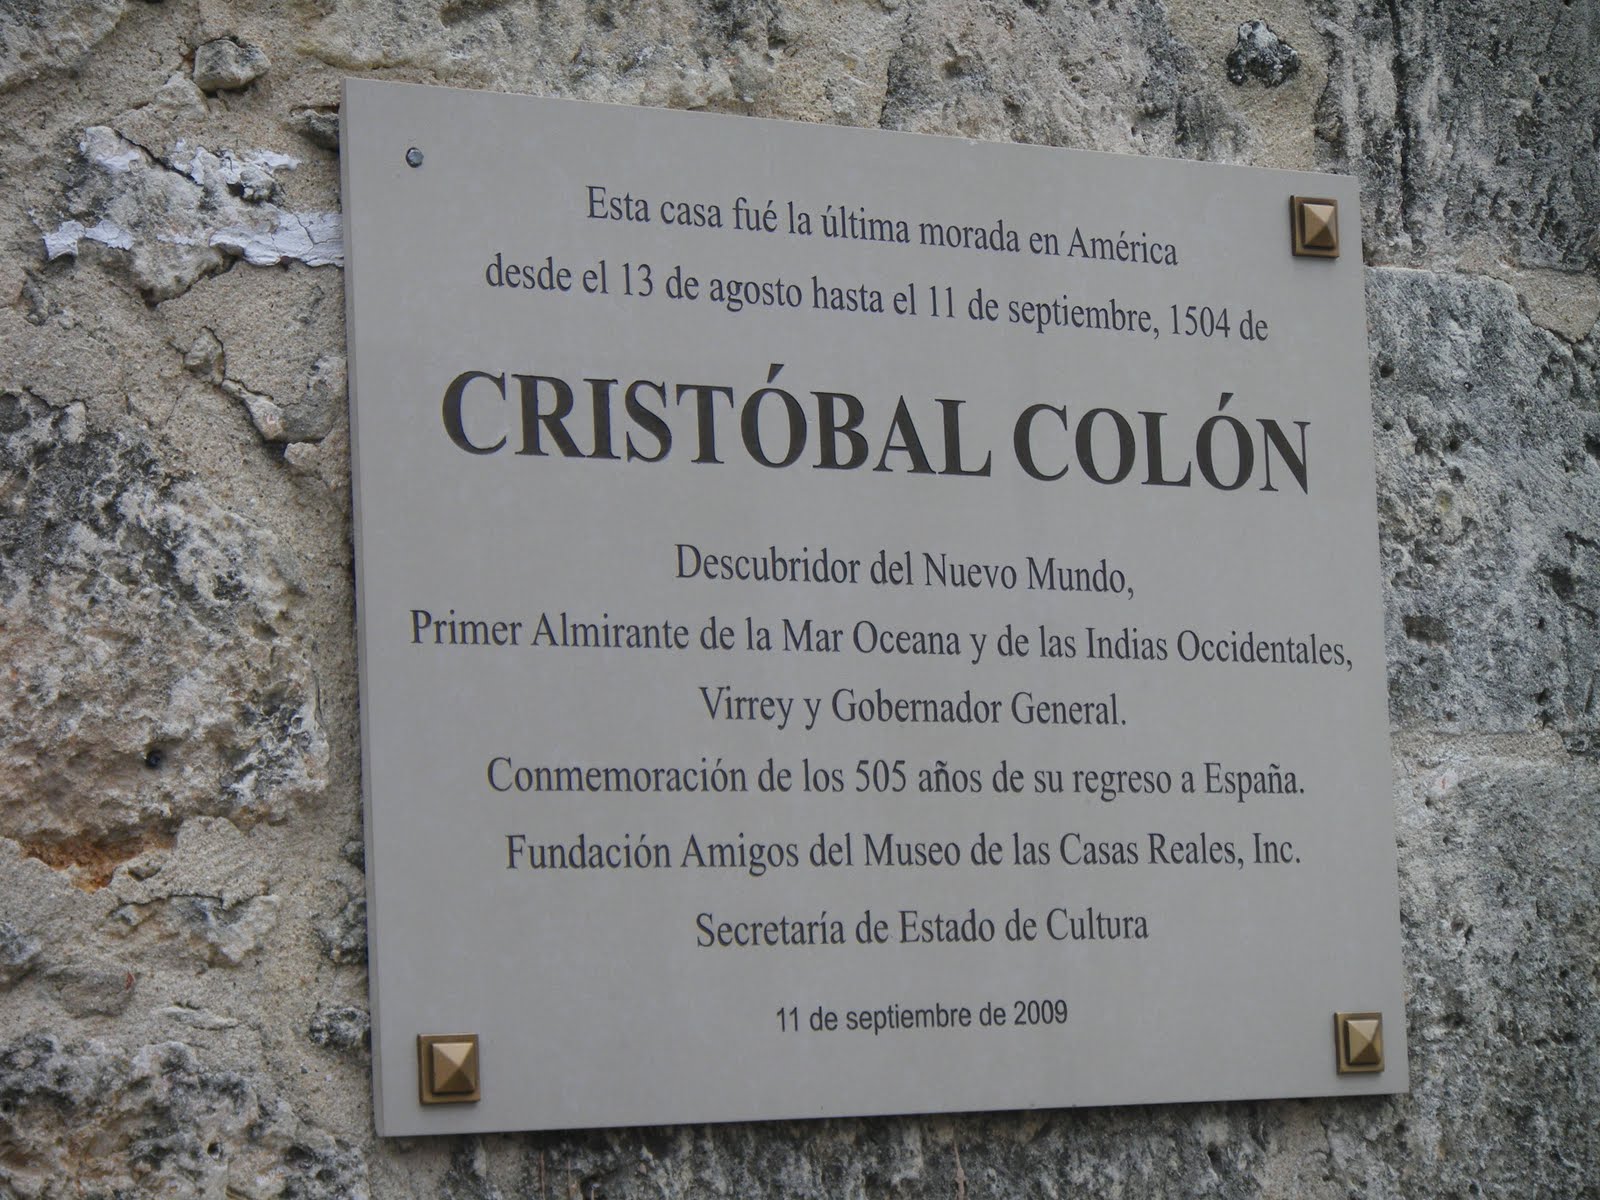 Esta casa fué la última morada en América
desde el 13 de agosto hasta el 11 de septiembre, 1504 de
CRISTÓBAL COLÓN
Descubridor del Nuevo Mundo,
Primer Almirante de la Mar Oceana y de las Indias Occidentales,
Virrey y Gobernador General.
Conmemoración de los 505 años de su regreso a España.
Fundación Amigos del Museo de las Casas Reales, Inc.
Secretaría de Estado de Cultura
11 de septiembre de 2009